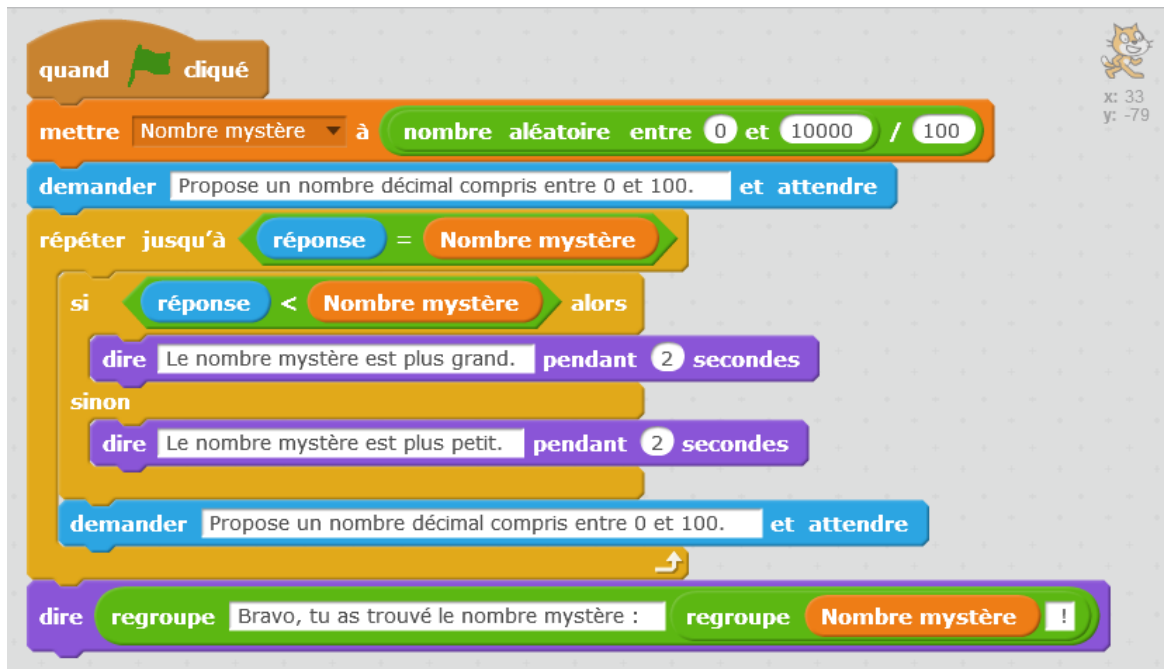 quand cliqué
x: 33
y: -79
mettre Nombre mystère à nombre aléatoire entre 0 et 10000 / 100
demander Propose un nombre décimal compris entre 0 et 100. et attendre
répéter jusqu'à réponse = Nombre mystère
si réponse < Nombre mystère alors
dire Le nombre mystère est plus grand. pendant 2 secondes
sinon
dire Le nombre mystère est plus petit. pendant 2 secondes
demander Propose un nombre décimal compris entre 0 et 100. et attendre
dire regroupe Bravo, tu as trouvé le nombre mystère : regroupe Nombre mystère !